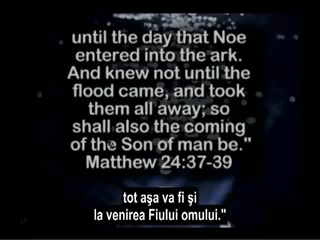 until the day that Noe
entered into the ark.
And knew not until the
flood came, and took
them all away; so
shall also the coming
of the Son of man be."
Matthew 24:37-39
tot aşa va fi şi
la venirea Fiului omului."